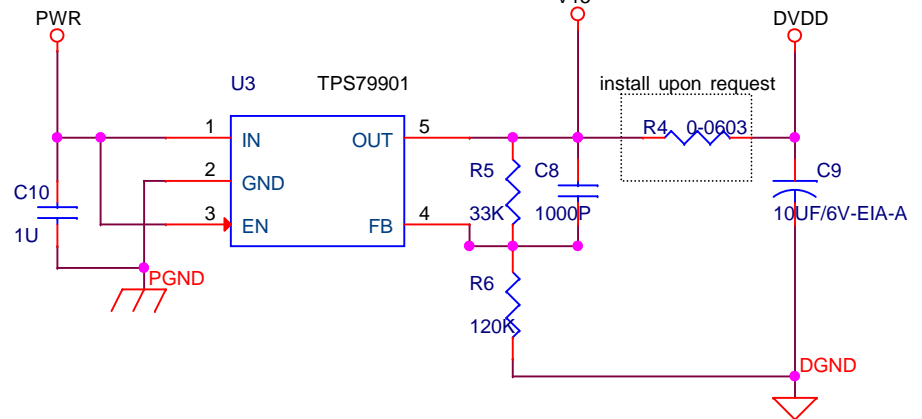 PWR
DVDD
U3 TPS79901
install upon request
R4 0-0603
1 IN
OUT 5
2 GND
3 EN
FB 4
C10
1U
R5
33K
C8
1000P
C9
10UF/6V-EIA-A
PGND
R6
120K
DGND